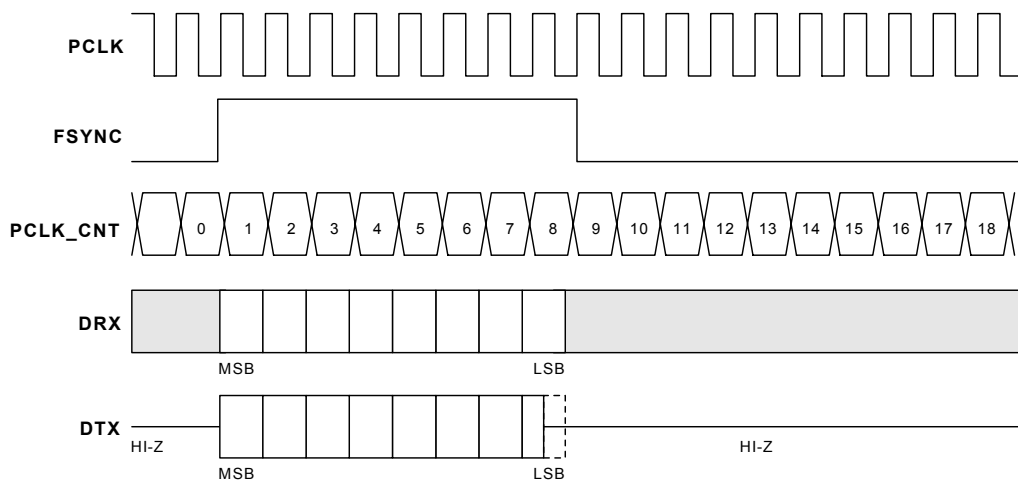 PCLK
FSYNC
PCLK_CNT 0 1 2 3 4 5 6 7 8 9 10 11 12 13 14 15 16 17 18
DRX
MSB LSB
DTX
HI-Z HI-Z
MSB LSB